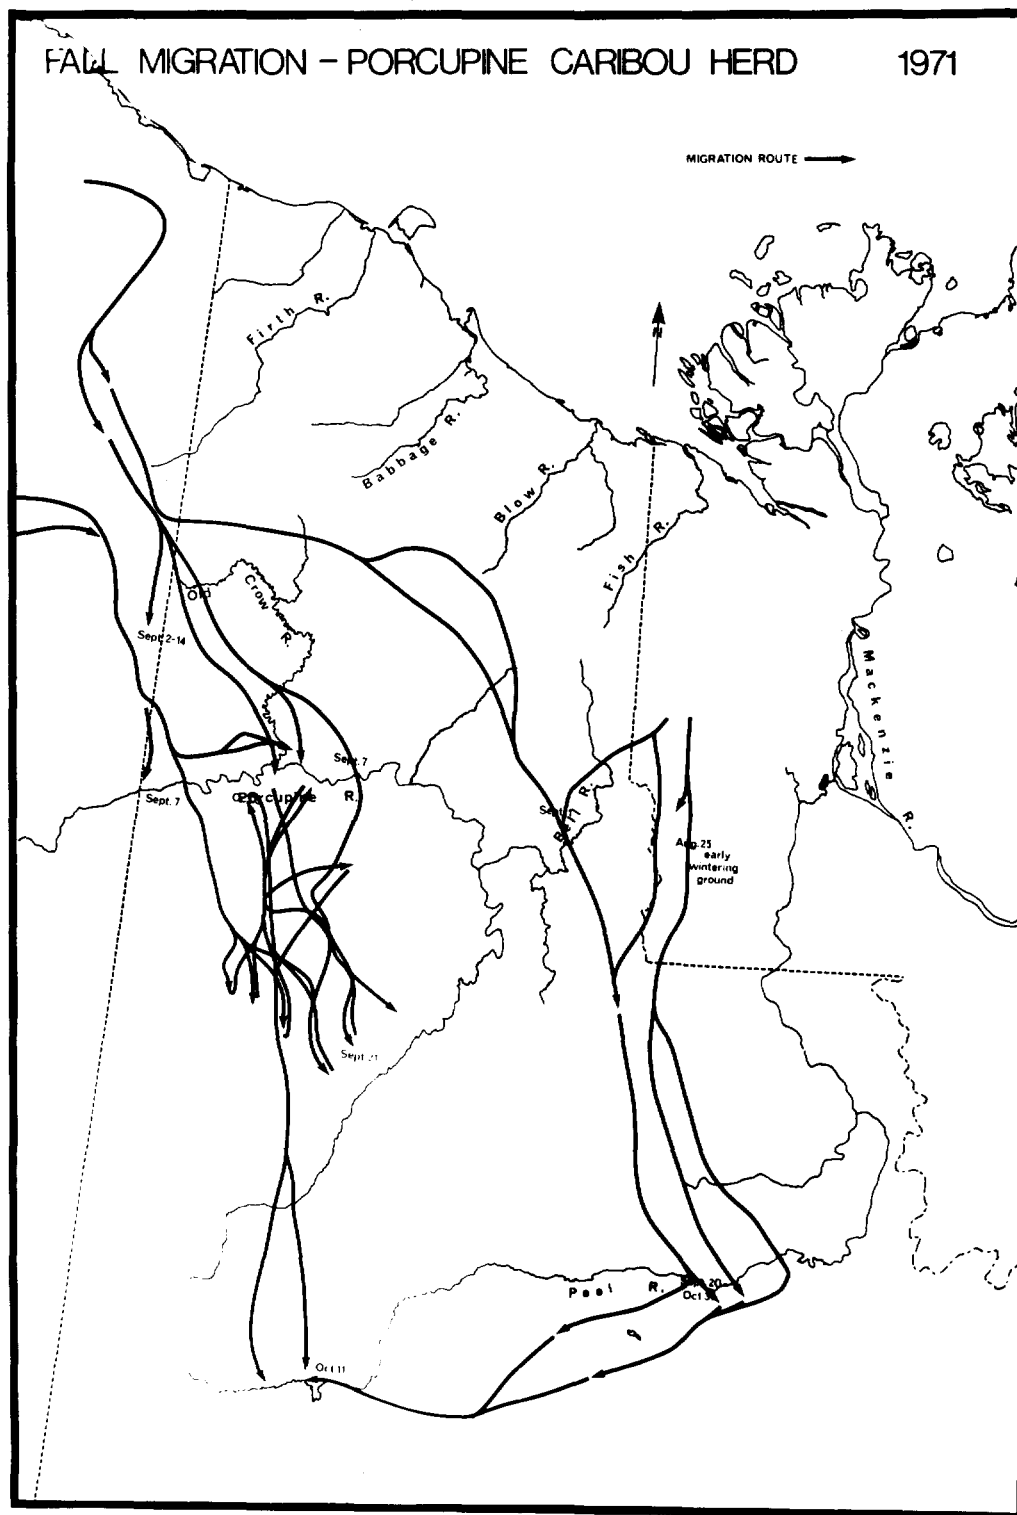 FALL MIGRATION – PORCUPINE CARIBOU HERD 1971
MIGRATION ROUTE
N
Firth R.
Babbage R.
Blow R.
Fish R.
Old Crow R.
Sept. 2-14
Mackenzie R.
Sept. 7
Sept. 7
Porcupine R.
Bell R.
Aug. 25
early
wintering
ground
Sept. 21
Peel R.
Oct 11